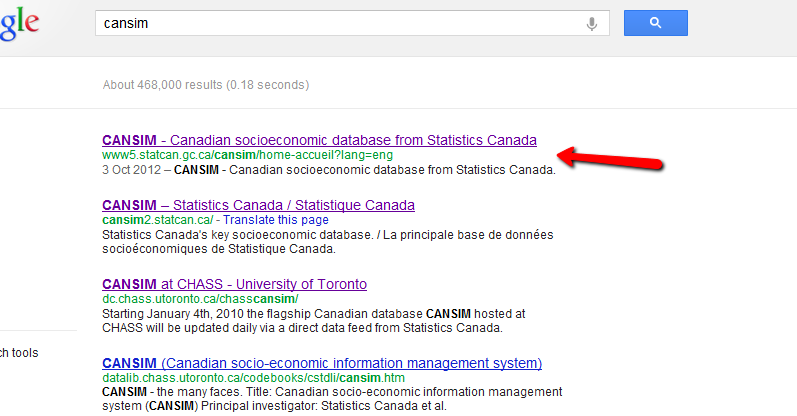 gle
cansim
About 468,000 results (0.18 seconds)
CANSIM - Canadian socioeconomic database from Statistics Canada
www5.statcan.gc.ca/cansim/home-accueil?lang=eng
3 Oct 2012 – CANSIM - Canadian socioeconomic database from Statistics Canada.
CANSIM – Statistics Canada / Statistique Canada
cansim2.statcan.ca/ - Translate this page
Statistics Canada's key socioeconomic database. / La principale base de données
socioéconomiques de Statistique Canada.
CANSIM at CHASS - University of Toronto
dc.chass.utoronto.ca/chasscansim/
Starting January 4th, 2010 the flagship Canadian database CANSIM hosted at
CHASS will be updated daily via a direct data feed from Statistics Canada.
ch tools
CANSIM (Canadian socio-economic information management system)
datalib.chass.utoronto.ca/codebooks/cstdli/cansim.htm
CANSIM - the many faces. Title: Canadian socio-economic information management
system (CANSIM) Principal investigator: Statistics Canada et al.